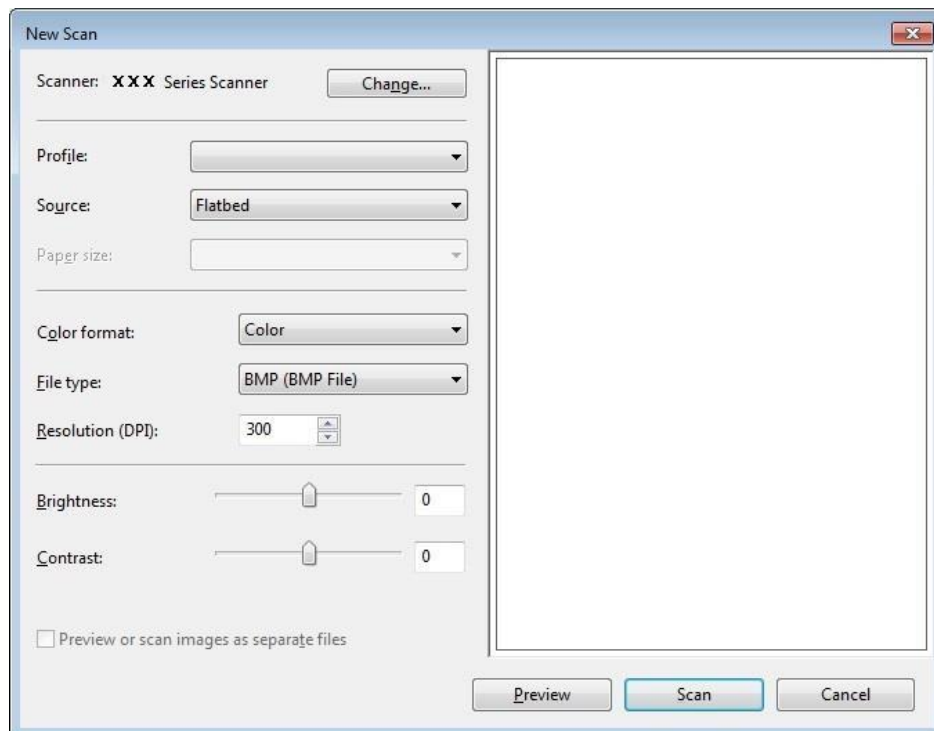 New Scan
Scanner: XXX Series Scanner
Change...
Profile:
Source:
Flatbed
Paper size:
Color format:
Color
File type:
BMP (BMP File)
Resolution (DPI):
300
Brightness:
0
Contrast:
0
Preview or scan images as separate files
Preview
Scan
Cancel